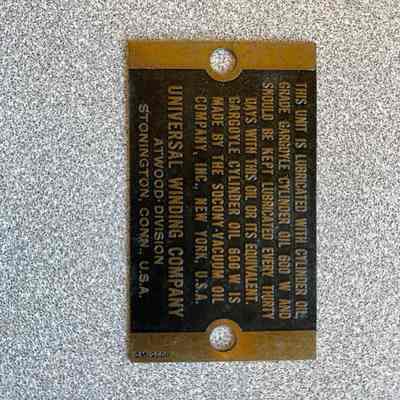 THIS UNIT IS LUBRICATED WITH CYLINDER OIL,
GRADE GARGOYLE CYLINDER OIL 600 W AND
SHOULD BE KEPT LUBRICATED EVERY THIRTY
DAYS WITH THIS OIL OR ITS EQUIVALENT.
GARGOYLE CYLINDER OIL 600 W. IS
MADE BY THE SOCONY-VACUUM OIL
COMPANY, INC., NEW YORK, U.S.A.
UNIVERSAL WINDING COMPANY
ATWOOD-DIVISION
STONINGTON, CONN., U.S.A.